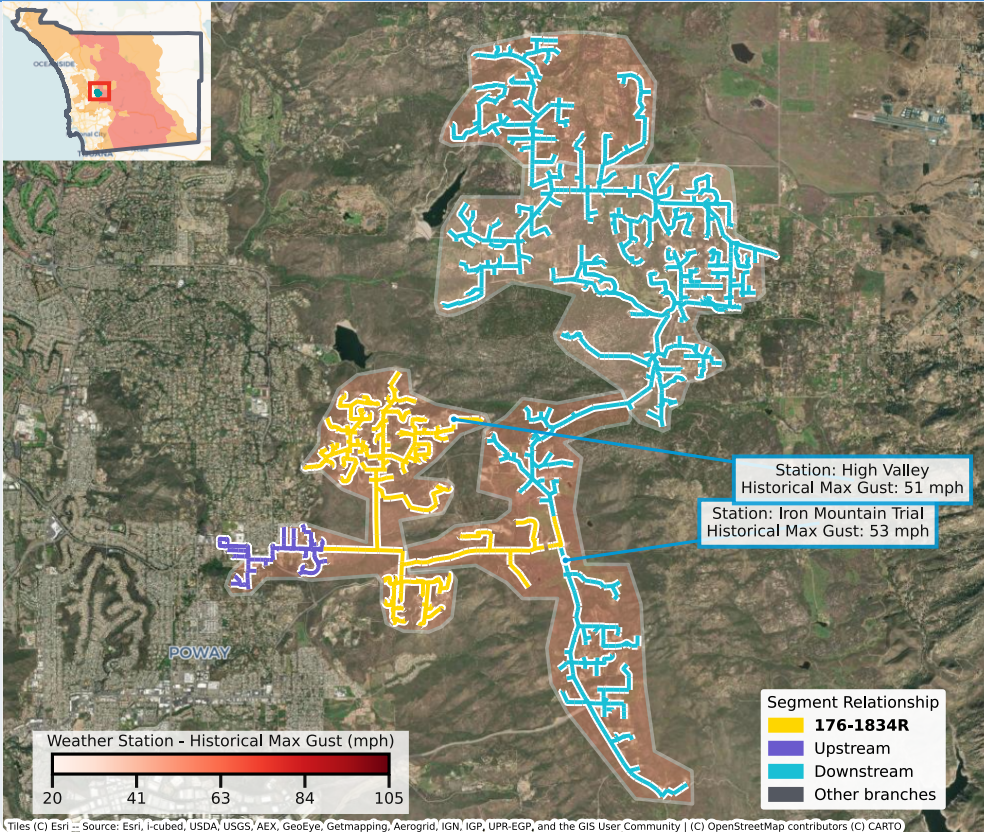 OCEANSIDE
nal City
TIJUANA
Station: High Valley
Historical Max Gust: 51 mph
Station: Iron Mountain Trial
Historical Max Gust: 53 mph
POWAY
Segment Relationship
176-1834R
Upstream
Downstream
Other branches
Weather Station - Historical Max Gust (mph)
20 41 63 84 105
Tiles (C) Esri -- Source: Esri, i-cubed, USDA, USGS, AEX, GeoEye, Getmapping, Aerogrid, IGN, IGP, UPR-EGP, and the GIS User Community | (C) OpenStreetMap contributors (C) CARTO